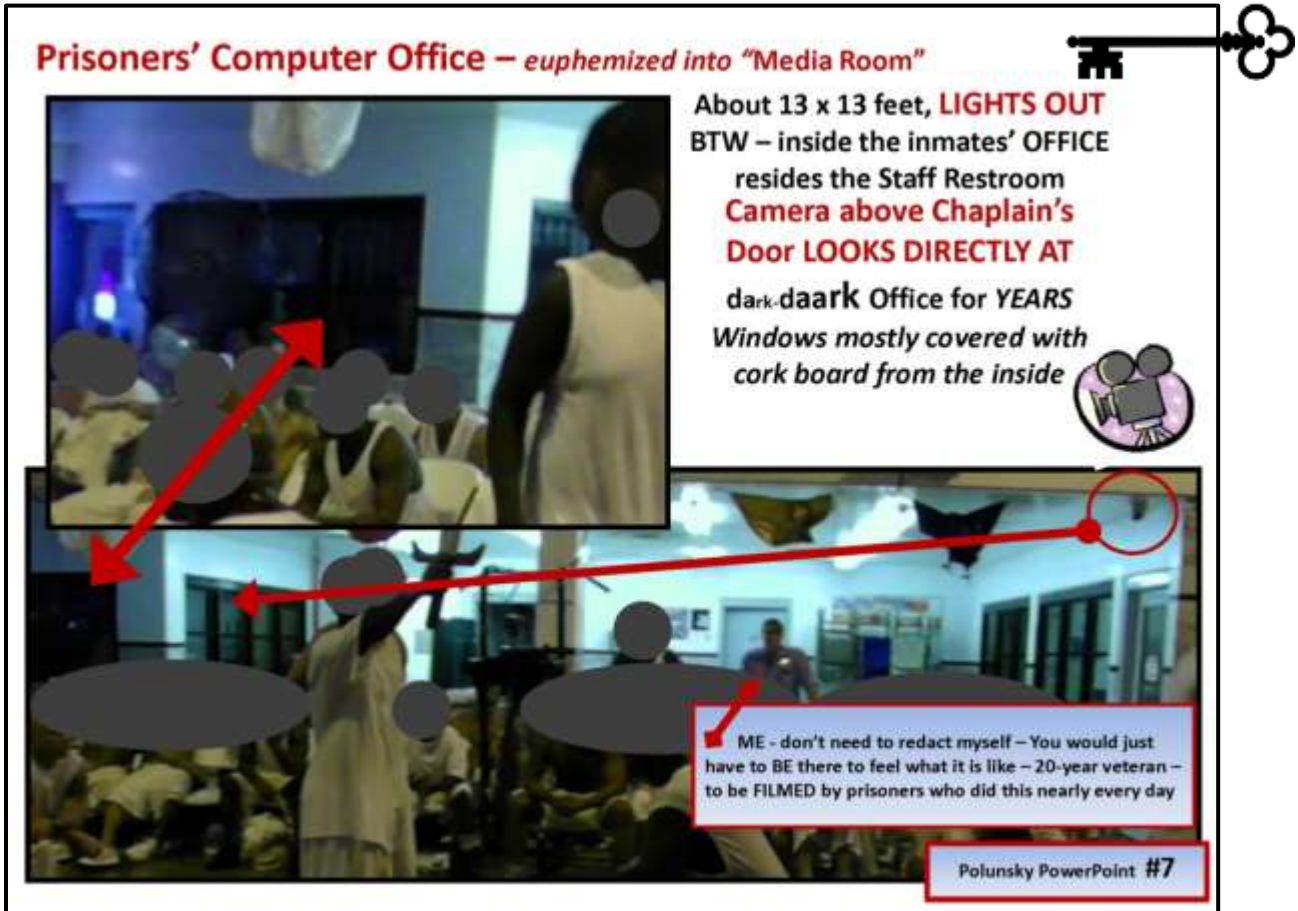 Prisoners' Computer Office – euphemized into "Media Room"
About 13 x 13 feet, LIGHTS OUT
BTW – inside the inmates' OFFICE
resides the Staff Restroom
Camera above Chaplain's
Door LOOKS DIRECTLY AT
dark-daark Office for YEARS
Windows mostly covered with
cork board from the inside
ME - don't need to redact myself – You would just
have to BE there to feel what it is like – 20-year veteran –
to be FILMED by prisoners who did this nearly every day
Polunsky PowerPoint #7